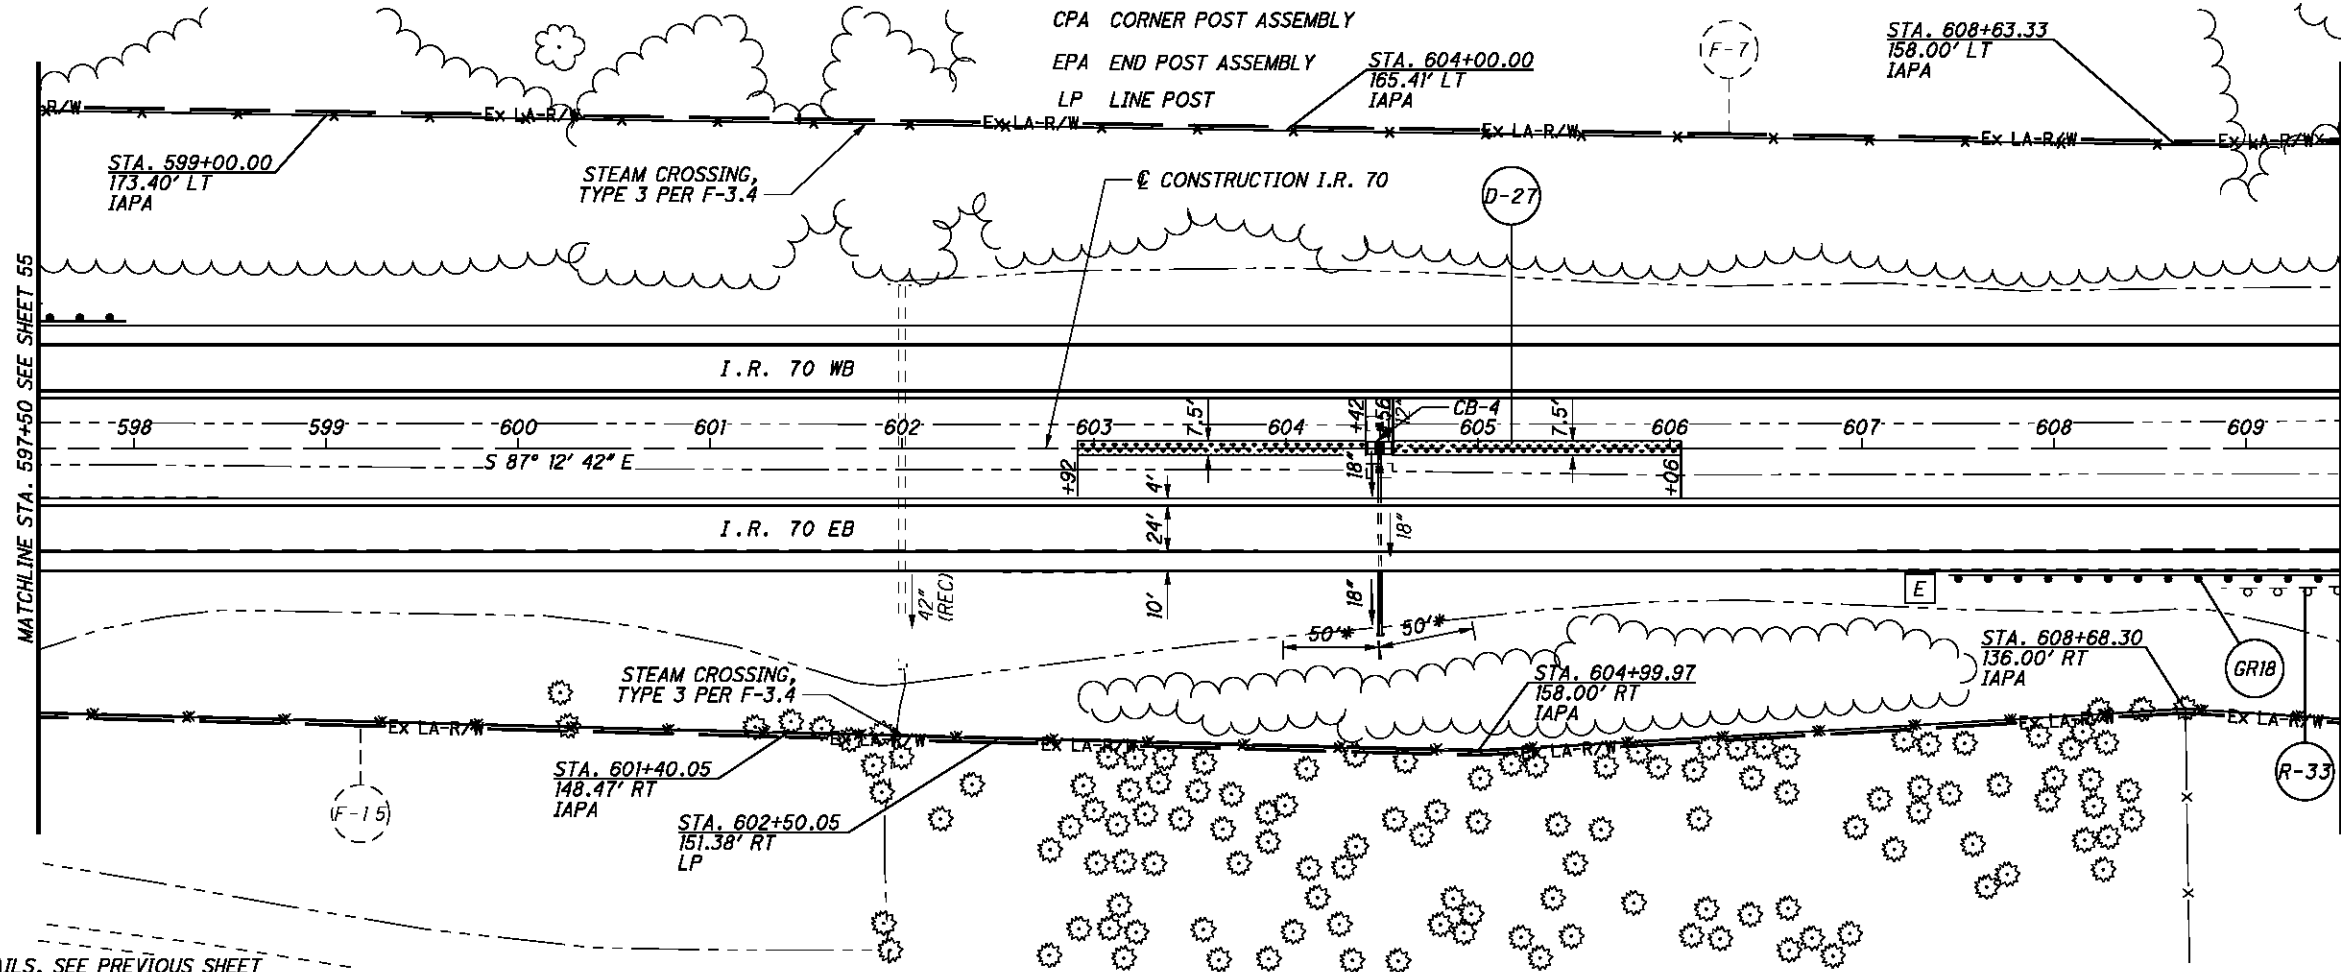 CPA CORNER POST ASSEMBLY
EPA END POST ASSEMBLY
LP LINE POST
STA. 604+00.00
165.41' LT
IAPA
F-7
STA. 608+63.33
158.00' LT
IAPA
R/W
Ex LA-R/W
Ex LA-R/W
Ex LA-R/W
Ex LA-R/W
Ex LA-R/W
STA. 599+00.00
173.40' LT
IAPA
STEAM CROSSING,
TYPE 3 PER F-3.4
℄ CONSTRUCTION I.R. 70
D-27
MATCHLINE STA. 597+50 SEE SHEET 55
I.R. 70 WB
598 599 600 601 602 603 604 605 606 607 608 609
7.5'
+42
+56
12'
CB-4
7.5'
S 87° 12' 42" E
+92
18"
+06
4'
I.R. 70 EB
24'
18"
10'
42"
(REC)
18"
50'*
50'*
E
STA. 608+68.30
136.00' RT
IAPA
GR18
STEAM CROSSING,
TYPE 3 PER F-3.4
STA. 604+99.97
158.00' RT
IAPA
Ex LA-R/W
Ex LA-R/W
Ex LA-R/W
Ex LA-R/W
Ex LA-R/W
Ex LA-R/W
R-33
F-15
STA. 601+40.05
148.47' RT
IAPA
STA. 602+50.05
151.38' RT
LP
AILS, SEE PREVIOUS SHEET